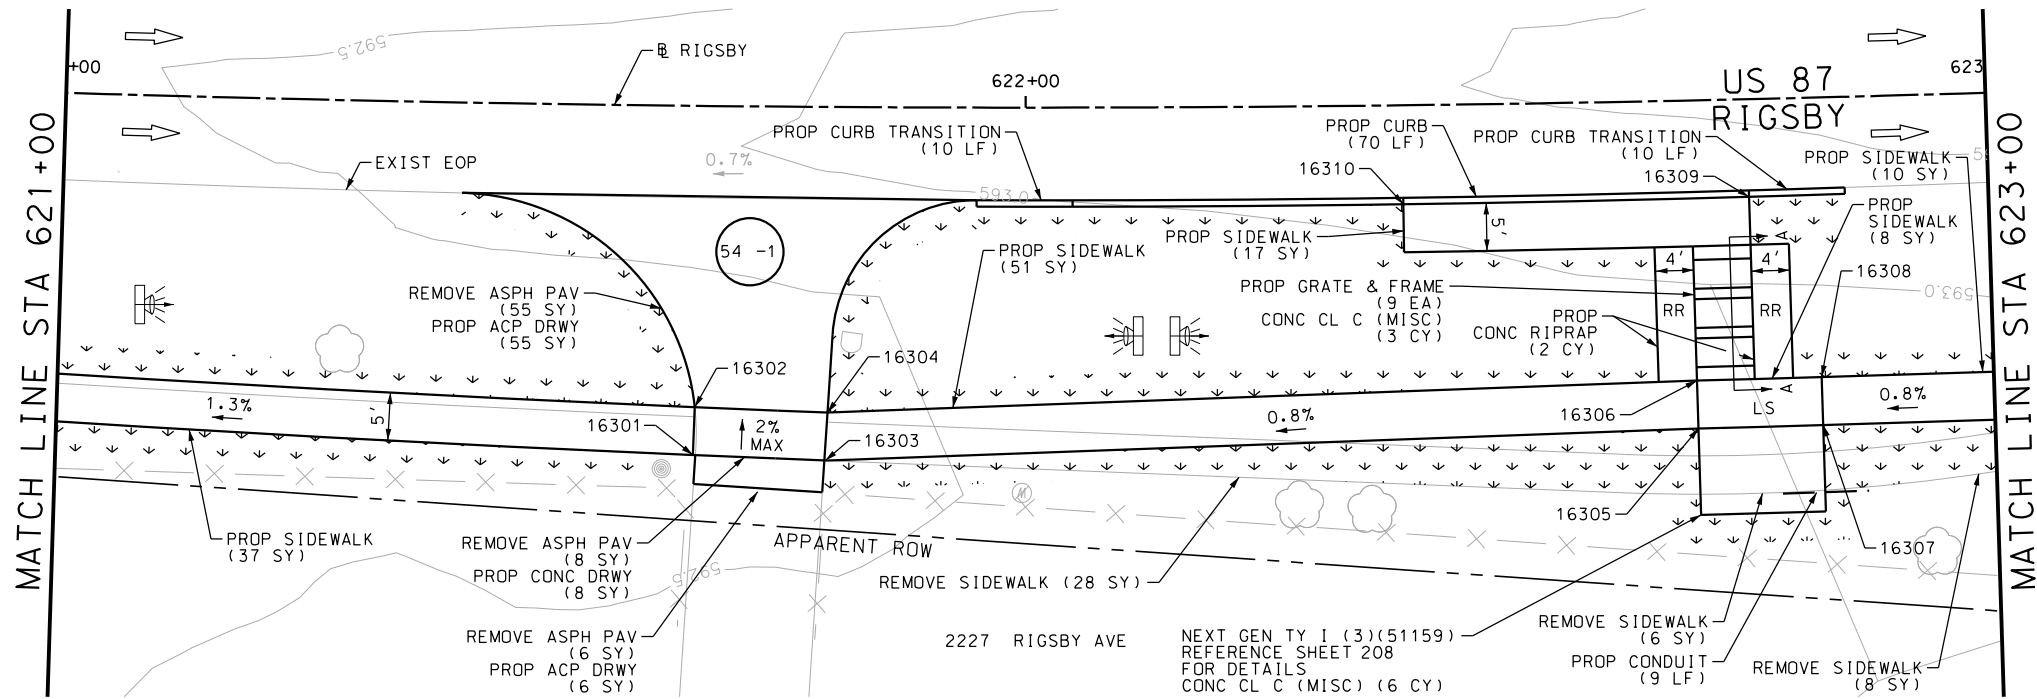 592.5
℄ RIGSBY
+00
622+00
623
US 87
RIGSBY
MATCH LINE STA 621+00
MATCH LINE STA 623+00
EXIST EOP
0.7%
PROP CURB TRANSITION
(10 LF)
593.0
PROP CURB
(70 LF)
16310
PROP CURB TRANSITION
(10 LF)
16309
PROP SIDEWALK
(10 SY)
PROP
SIDEWALK
(8 SY)
54 -1
PROP SIDEWALK
(51 SY)
PROP SIDEWALK
(17 SY)
5'
A
4'
4'
16308
593.0
REMOVE ASPH PAV
(55 SY)
PROP ACP DRWY
(55 SY)
PROP GRATE & FRAME
(9 EA)
CONC CL C (MISC)
(3 CY)
PROP
CONC RIPRAP
(2 CY)
RR
RR
16302
16304
A
LS
1.3%
5'
16301
2%
MAX
16303
0.8%
16306
0.8%
16305
16307
PROP SIDEWALK
(37 SY)
REMOVE ASPH PAV
(8 SY)
PROP CONC DRWY
(8 SY)
592.5
APPARENT ROW
M
REMOVE SIDEWALK (28 SY)
REMOVE ASPH PAV
(6 SY)
PROP ACP DRWY
(6 SY)
2227 RIGSBY AVE
NEXT GEN TY I (3)(51159)
REFERENCE SHEET 208
FOR DETAILS
CONC CL C (MISC) (6 CY)
REMOVE SIDEWALK
(6 SY)
PROP CONDUIT
(9 LF)
REMOVE SIDEWALK
(8 SY)